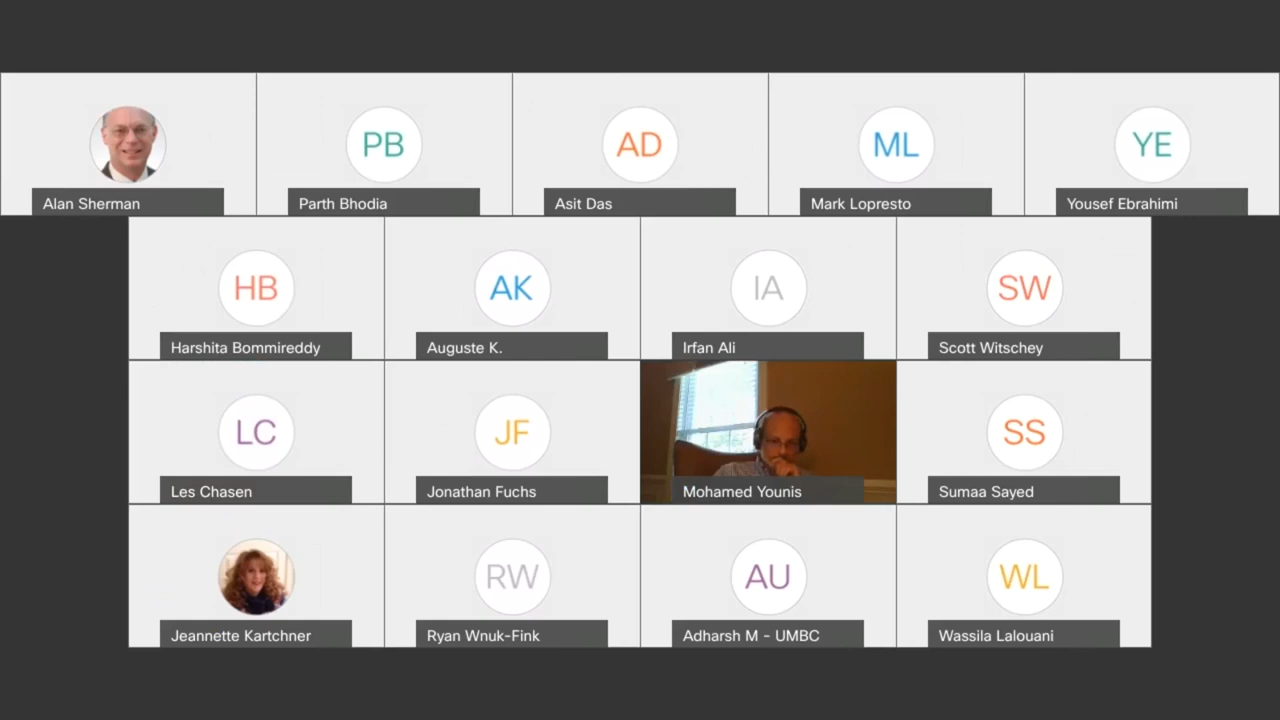 PB
AD
ML
YE
Alan Sherman
Parth Bhodia
Asit Das
Mark Lopresto
Yousef Ebrahimi
HB
AK
IA
SW
Harshita Bommireddy
Auguste K.
Irfan Ali
Scott Witschey
LC
JF
SS
Les Chasen
Jonathan Fuchs
Mohamed Younis
Sumaa Sayed
RW
AU
WL
Jeannette Kartchner
Ryan Wnuk-Fink
Adharsh M - UMBC
Wassila Lalouani